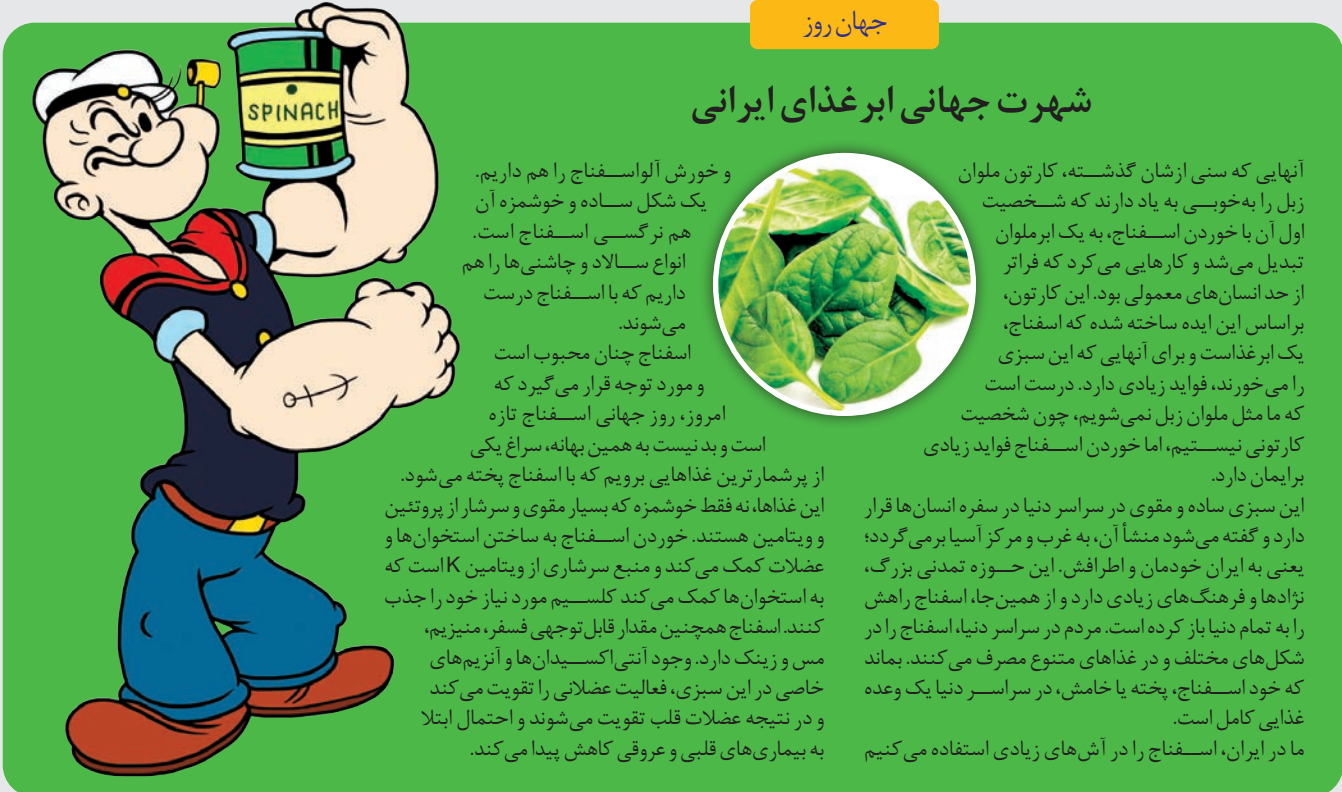 جهان روز
شهرت جهانی ابر غذای ایرانی
آنهایی که سنی ازشان گذشته، کارتون ملوان
زبل را به‌خوبی به یاد دارند که شخصیت
اول آن با خوردن اسفناج، به یک ابرملوان
تبدیل می‌شد و کارهایی می‌کرد که فراتر
از حد انسان‌های معمولی بود. این کارتون،
براساس این ایده ساخته شده که اسفناج،
یک ابرغذاست و برای آنهایی که این سبزی
را می‌خورند، فواید زیادی دارد. درست است
که ما مثل ملوان زبل نمی‌شویم، چون شخصیت
کارتونی نیستیم، اما خوردن اسفناج فواید زیادی
برایمان دارد.
این سبزی ساده و مقوی در سراسر دنیا در سفره انسان‌ها قرار
دارد و گفته می‌شود منشأ آن، به غرب و مرکز آسیا برمی‌گردد؛
یعنی به ایران خودمان و اطرافش. این حوزه تمدنی بزرگ،
نژادها و فرهنگ‌های زیادی دارد و از همین‌جا، اسفناج راهش
را به تمام دنیا باز کرده است. مردم در سراسر دنیا، اسفناج را در
شکل‌های مختلف و در غذاهای متنوع مصرف می‌کنند. بماند
که خود اسفناج، پخته یا خامش، در سراسر دنیا یک وعده
غذایی کامل است.
ما در ایران، اسفناج را در آش‌های زیادی استفاده می‌کنیم
و خورش آلواسفناج را هم داریم.
یک شکل ساده و خوشمزه آن
هم نرگسی اسفناج است.
انواع سالاد و چاشنی‌ها را هم
داریم که با اسفناج درست
می‌شوند.
اسفناج چنان محبوب است
و مورد توجه قرار می‌گیرد که
امروز، روز جهانی اسفناج تازه
است و بد نیست به همین بهانه، سراغ یکی
از پرشمارترین غذاهایی برویم که با اسفناج پخته می‌شود.
این غذاها، نه فقط خوشمزه که بسیار مقوی و سرشار از پروتئین
و ویتامین هستند. خوردن اسفناج به ساختن استخوان‌ها و
عضلات کمک می‌کند و منبع سرشاری از ویتامین K است که
به استخوان‌ها کمک می‌کند کلسیم مورد نیاز خود را جذب
کنند. اسفناج همچنین مقدار قابل‌توجهی فسفر، منیزیم،
مس و زینک دارد. وجود آنتی‌اکسیدان‌ها و آنزیم‌های
خاصی در این سبزی، فعالیت عضلانی را تقویت می‌کند
و در نتیجه عضلات قلب تقویت می‌شوند و احتمال ابتلا
به بیماری‌های قلبی و عروقی کاهش پیدا می‌کند.
SPINACH